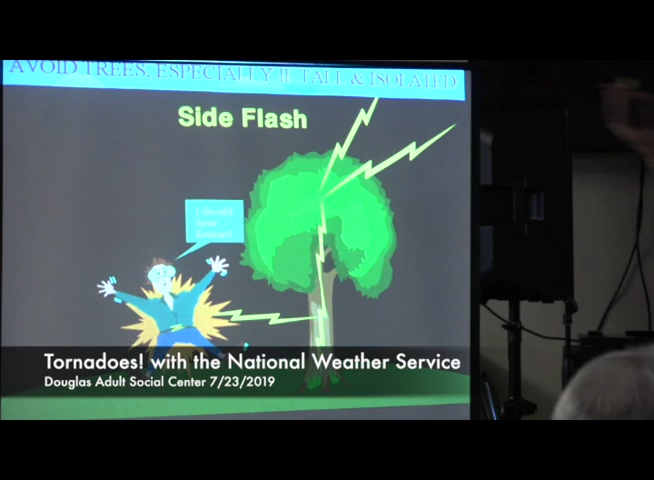 AVOID TREES, ESPECIALLY IF TALL & ISOLATED
Side Flash
Tornadoes! with the National Weather Service
Douglas Adult Social Center 7/23/2019